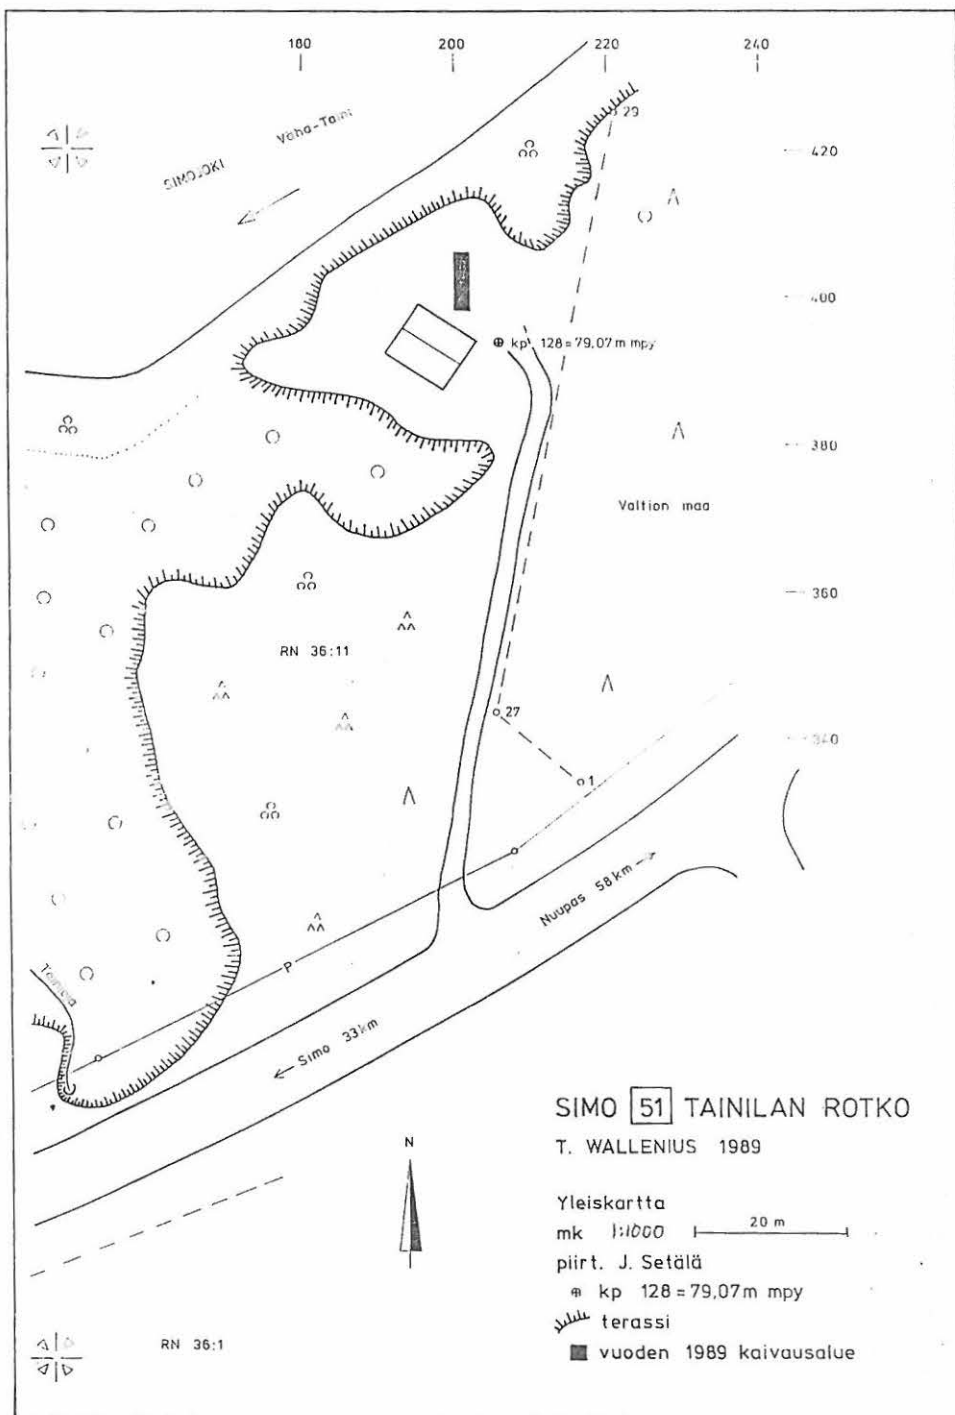 180 200 220 240
29
Vähä-Taini
SIMOJOKI
420
400
kp 128 = 79,07 m mpy
380
Valtion maa
360
RN 36:11
27
340
1
Nuupas 58 km
P
Simo 33 km
SIMO 51 TAINILAN ROTKO
T. WALLENIUS 1989
N
Yleiskartta
20 m
mk 1:1000
piirt. J. Setälä
kp 128 = 79,07 m mpy
terassi
vuoden 1989 kaivausalue
RN 36:1